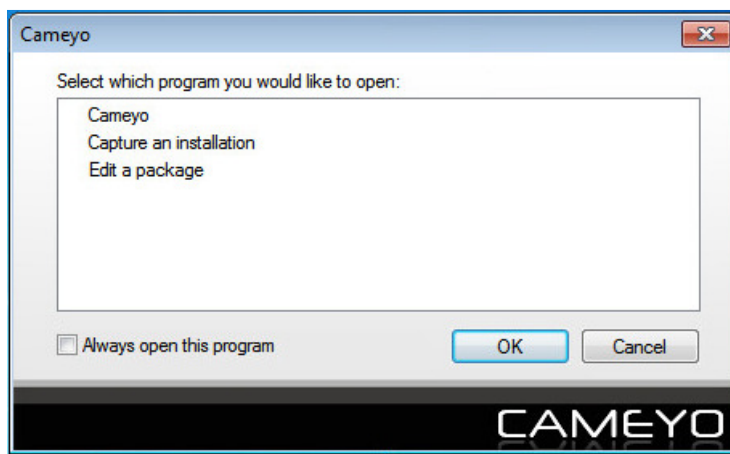 Cameyo
Select which program you would like to open:
Cameyo
Capture an installation
Edit a package
Always open this program
OK
Cancel
CAMEYO